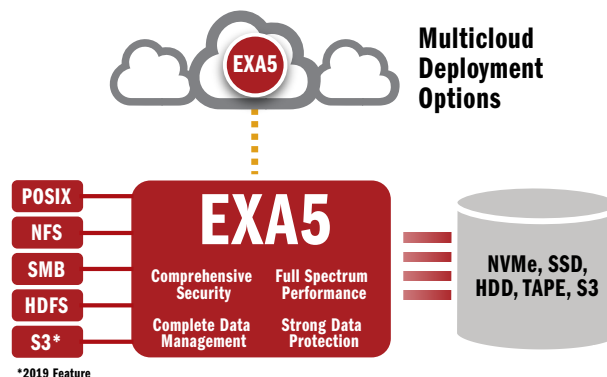 EXA5
Multicloud
Deployment
Options
POSIX
NFS
SMB
HDFS
S3*
EXA5
Comprehensive
Security
Full Spectrum
Performance
Complete Data
Management
Strong Data
Protection
NVMe, SSD,
HDD, TAPE, S3
*2019 Feature